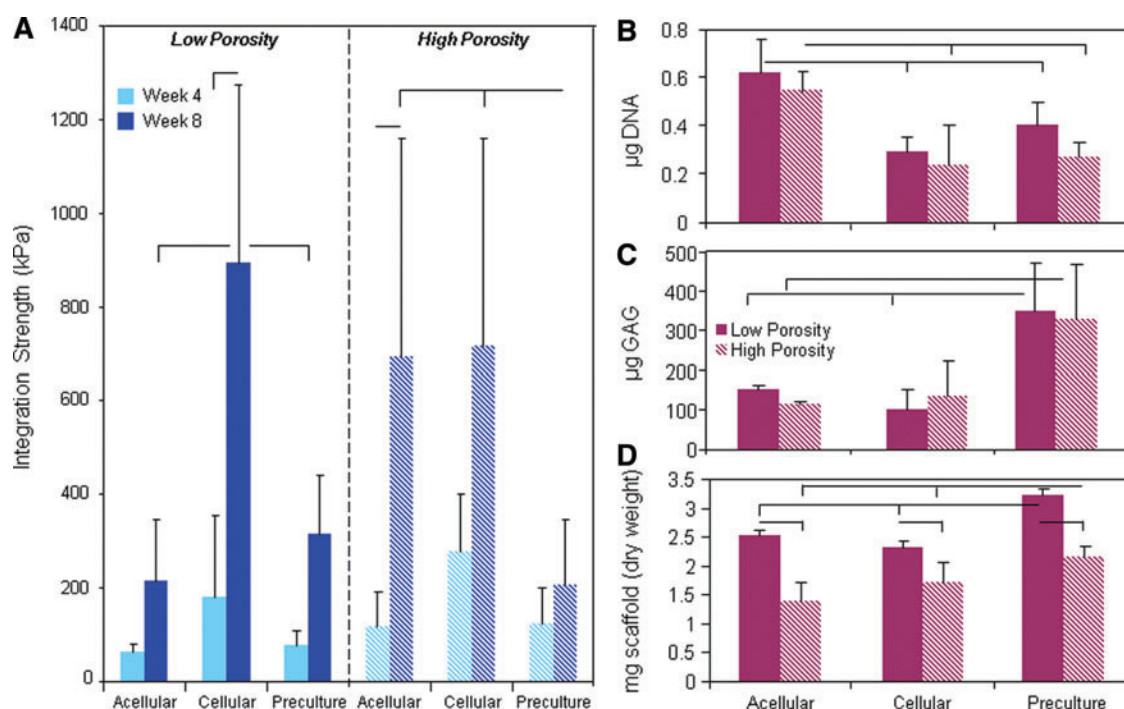 A
Low Porosity
High Porosity
Week 4
Week 8
Integration Strength (kPa)
1400
1200
1000
800
600
400
200
0
Acellular Cellular Preculture Acellular Cellular Preculture
B
µg DNA
0.8
0.6
0.4
0.2
0
C
µg GAG
500
400
300
200
100
0
Low Porosity
High Porosity
D
mg scaffold (dry weight)
3.5
3
2.5
2
1.5
1
0.5
0
Acellular Cellular Preculture